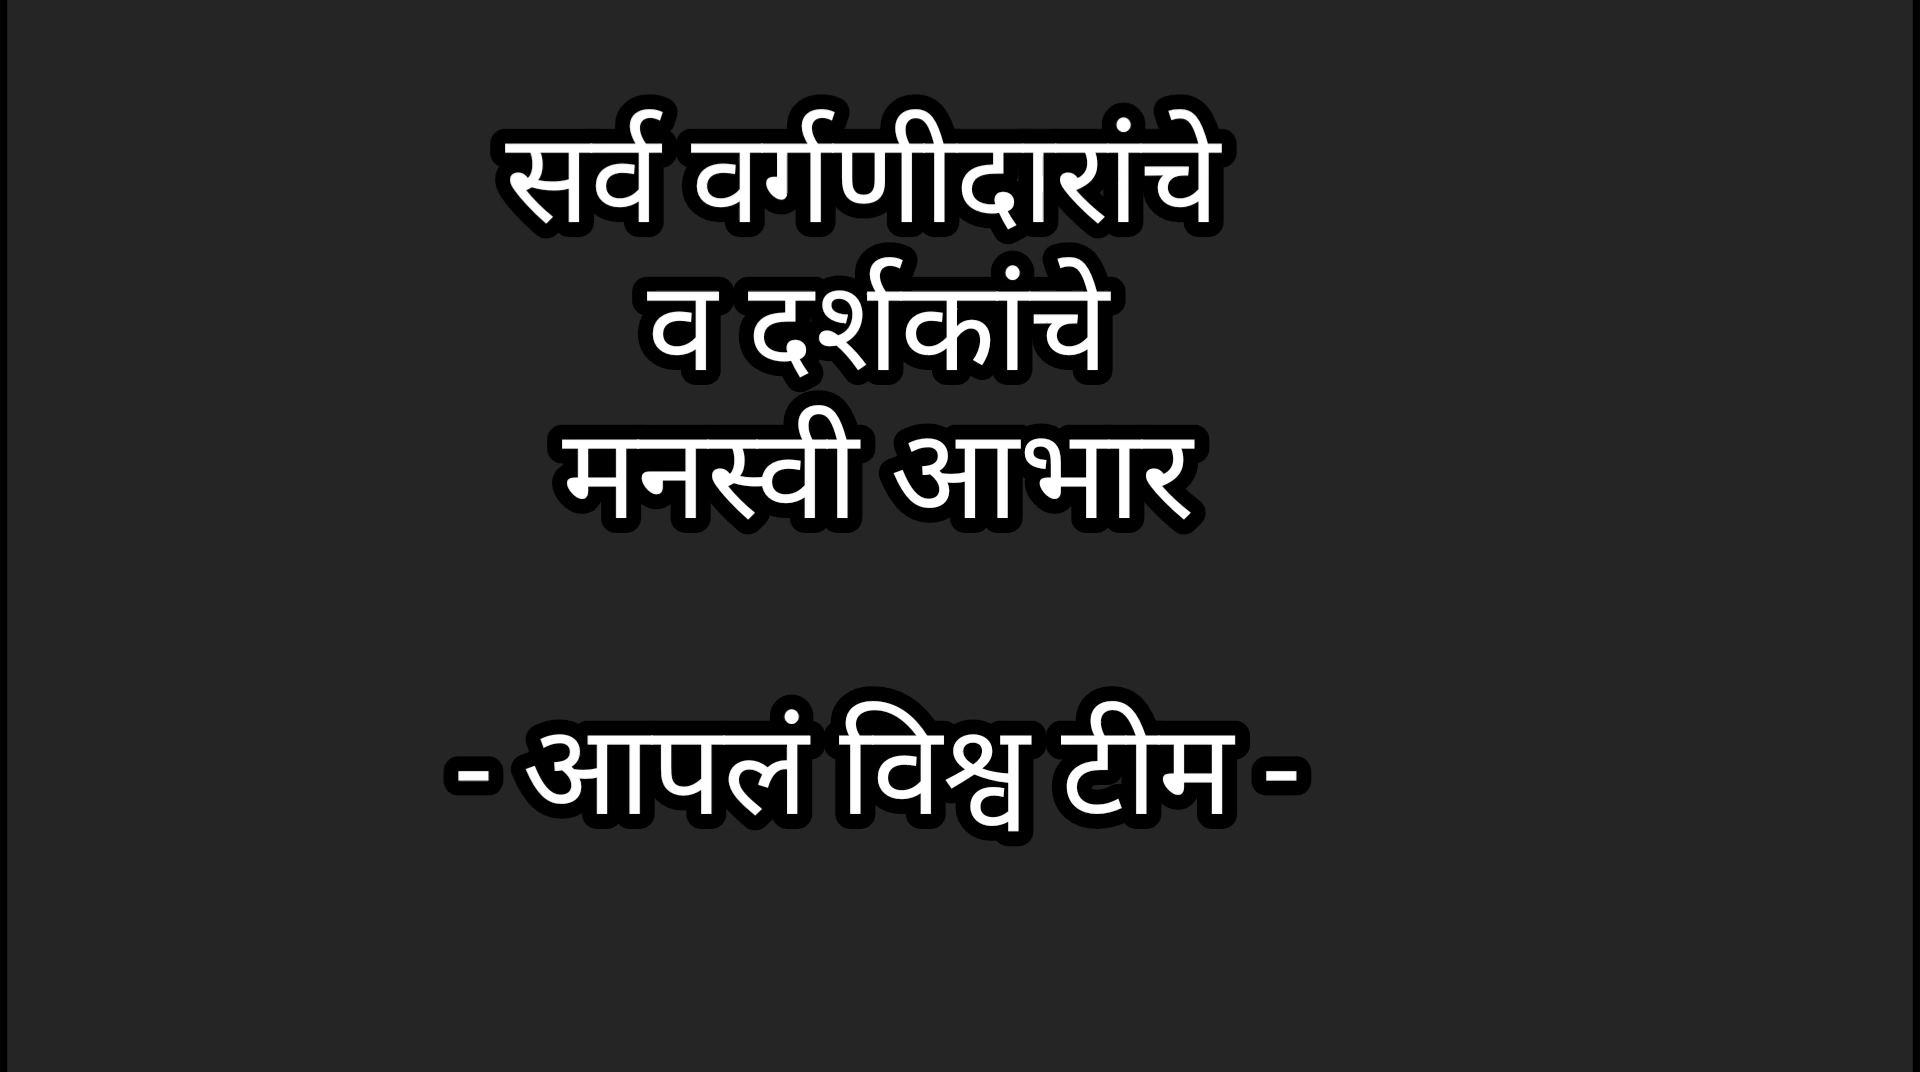 सर्व वर्गणीदारांचे
व दर्शकांचे
मनस्वी आभार
- आपलं विश्व टीम -